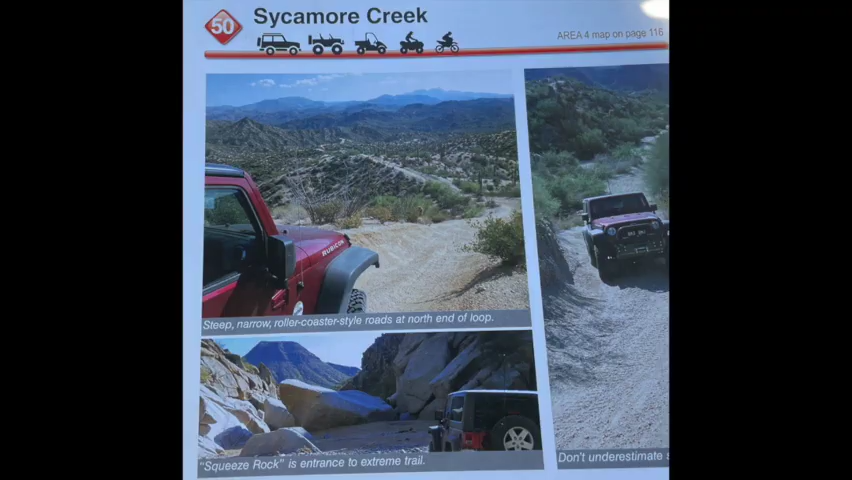 50
Sycamore Creek
AREA 4 map on page 116
RUBICON
Steep, narrow, roller-coaster-style roads at north end of loop.
"Squeeze Rock" is entrance to extreme trail.
Don't underestimate